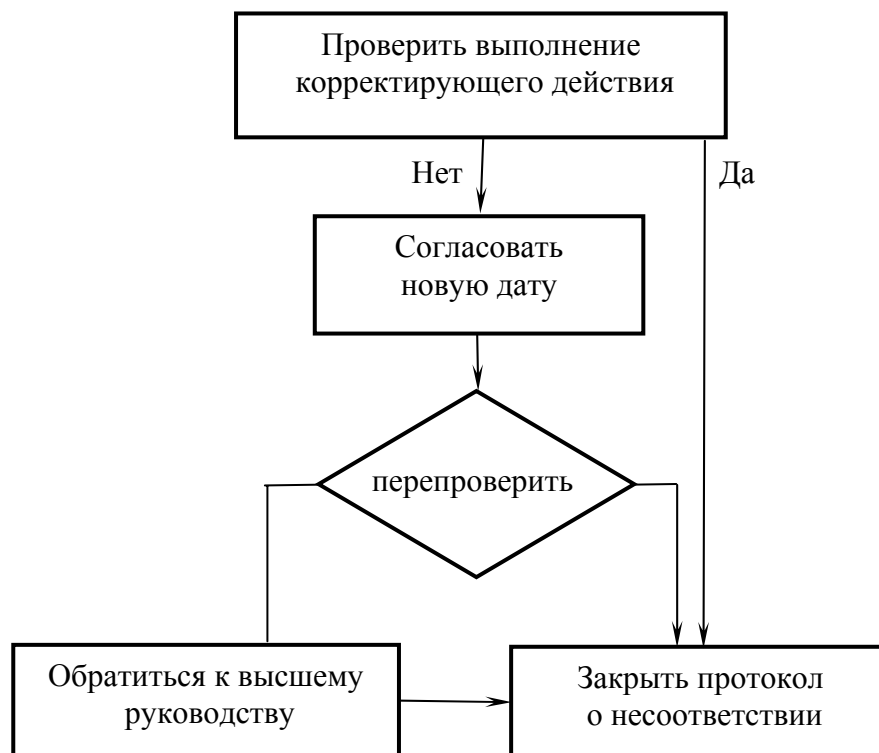 Проверить выполнение
корректирующего действия
Нет
Да
Согласовать
новую дату
перепроверить
Обратиться к высшему
руководству
Закрыть протокол
о несоответствии